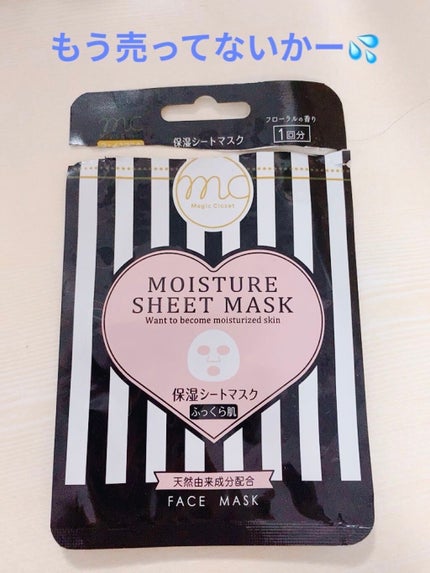 もう売ってないかー💦
mc
フローラルの香り
保湿シートマスク
1回分
mc
Magic Closet
MOISTURE
SHEET MASK
Want to become moisturized skin
保湿シートマスク
ふっくら肌
天然由来成分配合
FACE MASK